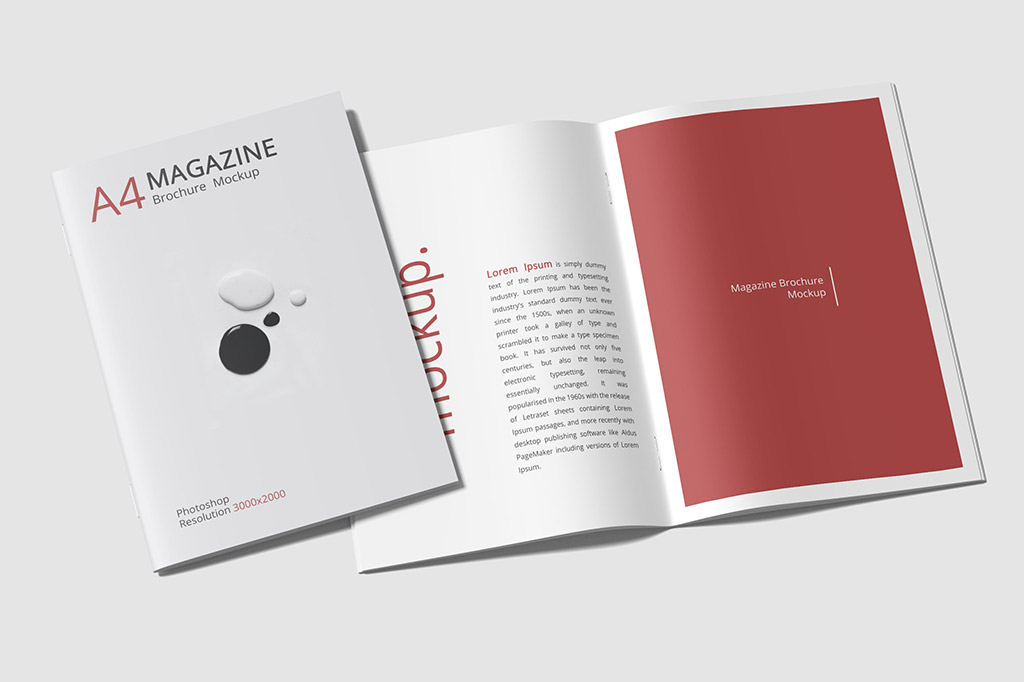 A4 MAGAZINE
Brochure Mockup
Photoshop
Resolution 3000x2000
mockup.
Lorem Ipsum is simply dummy
text of the printing and typesetting
industry. Lorem Ipsum has been the
industry's standard dummy text ever
since the 1500s, when an unknown
printer took a galley of type and
scrambled it to make a type specimen
book. It has survived not only five
centuries, but also the leap into
electronic typesetting, remaining
essentially unchanged. It was
popularised in the 1960s with the release
of Letraset sheets containing Lorem
Ipsum passages, and more recently with
desktop publishing software like Aldus
PageMaker including versions of Lorem
Ipsum.
Magazine Brochure
Mockup